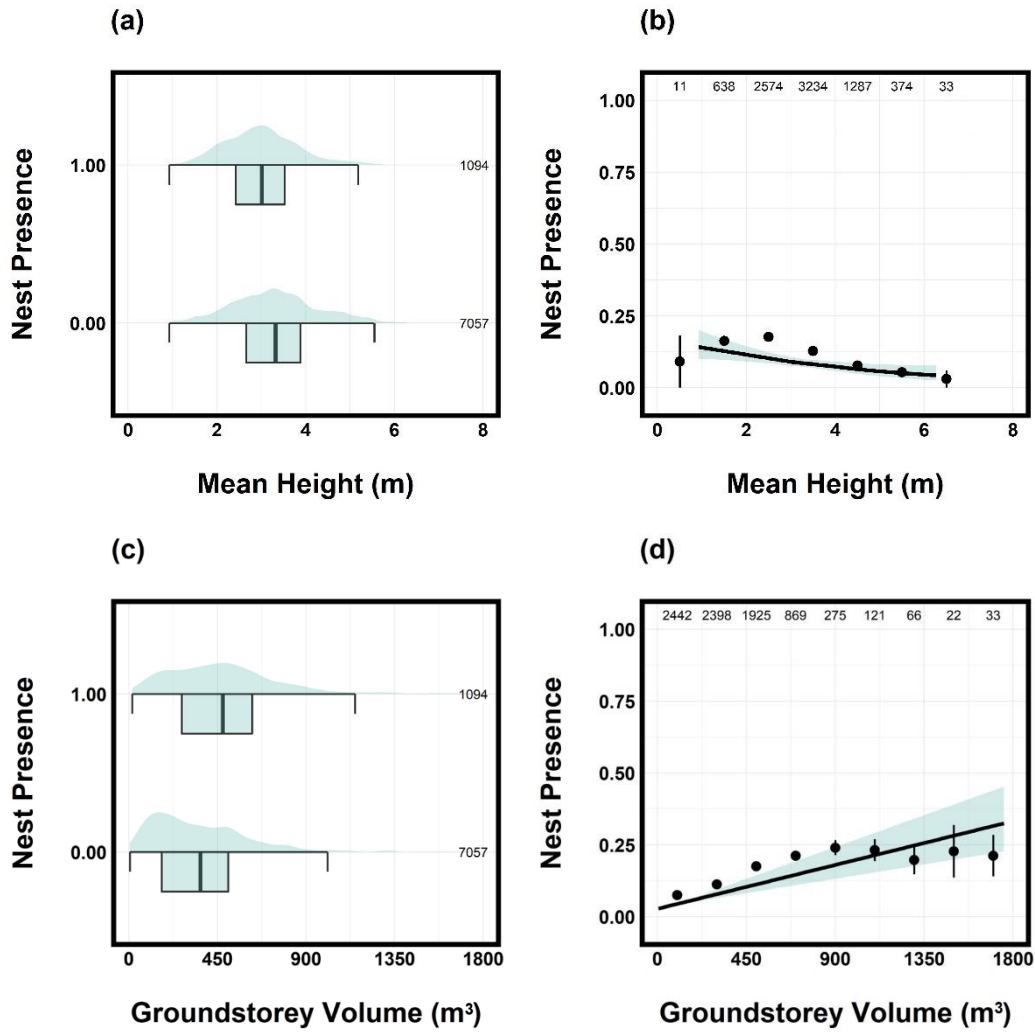 (a)
Nest Presence
1.00
0.00
1094
7057
0 2 4 6 8
Mean Height (m)
(b)
Nest Presence
11 638 2574 3234 1287 374 33
1.00
0.75
0.50
0.25
0.00
0 2 4 6 8
Mean Height (m)
(c)
Nest Presence
1.00
0.00
1094
7057
0 450 900 1350 1800
Groundstorey Volume (m³)
(d)
Nest Presence
2442 2398 1925 869 275 121 66 22 33
1.00
0.75
0.50
0.25
0.00
0 450 900 1350 1800
Groundstorey Volume (m³)